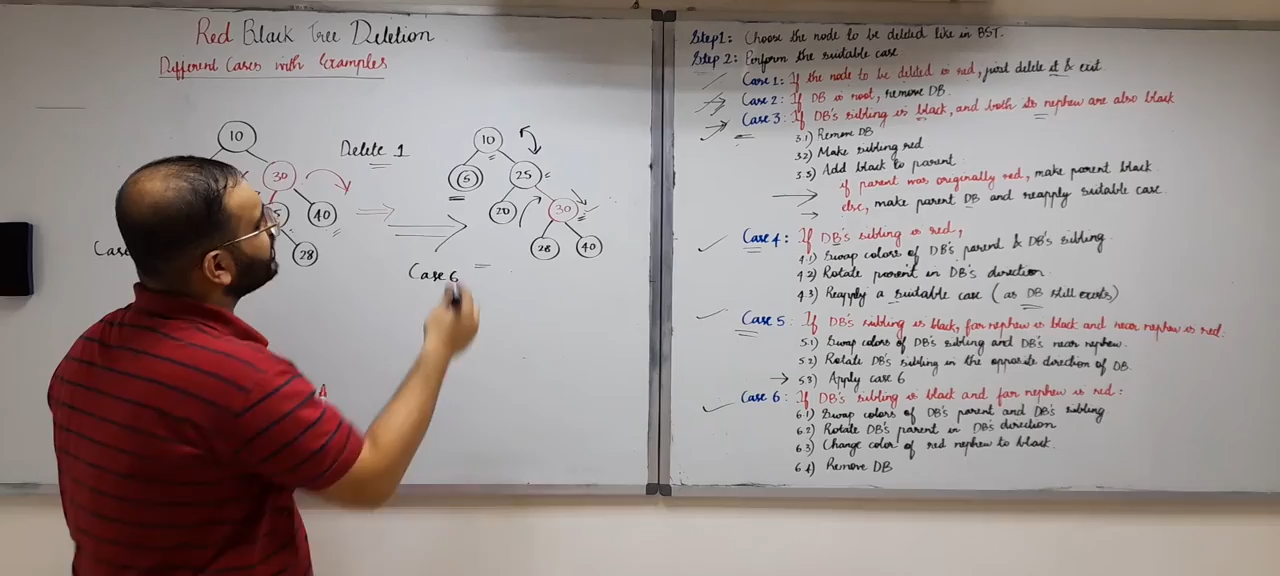 Red Black Tree Deletion
Different Cases with Examples
10
30
40
28
Delete 1
10
5
25
20
30
28
40
Case
Case 6
Step1: Choose the node to be deleted like in BST.
Step 2: Perform the suitable case
Case 1: If the node to be deleted is red, just delete it & exit
Case 2: If DB is root, remove DB.
Case 3: If DB's sibling is black, and both its nephew are also black
3.1) Remove DB
3.2) Make sibling red
3.3) Add black to parent.
if parent was originally red, make parent black
else, make parent DB and reapply suitable case.
Case 4: If DB's sibling is red,
4.1) Swap colors of DB's parent & DB's sibling.
4.2) Rotate parent in DB's direction.
4.3) Reapply a suitable case (as DB still exists)
Case 5: If DB's sibling is black, far nephew is black and near nephew is red.
5.1) Swap colors of DB's sibling and DB's near nephew.
5.2) Rotate DB's sibling in the opposite direction of DB.
5.3) Apply case 6
Case 6: If DB's sibling is black and far nephew is red:
6.1) Swap colors of DB's parent and DB's sibling
6.2) Rotate DB's parent in DB's direction
6.3) Change color of red nephew to black.
6.4) Remove DB